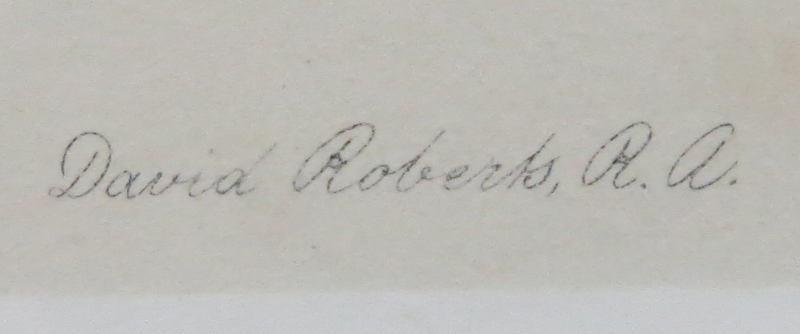 David Roberts, R. A.